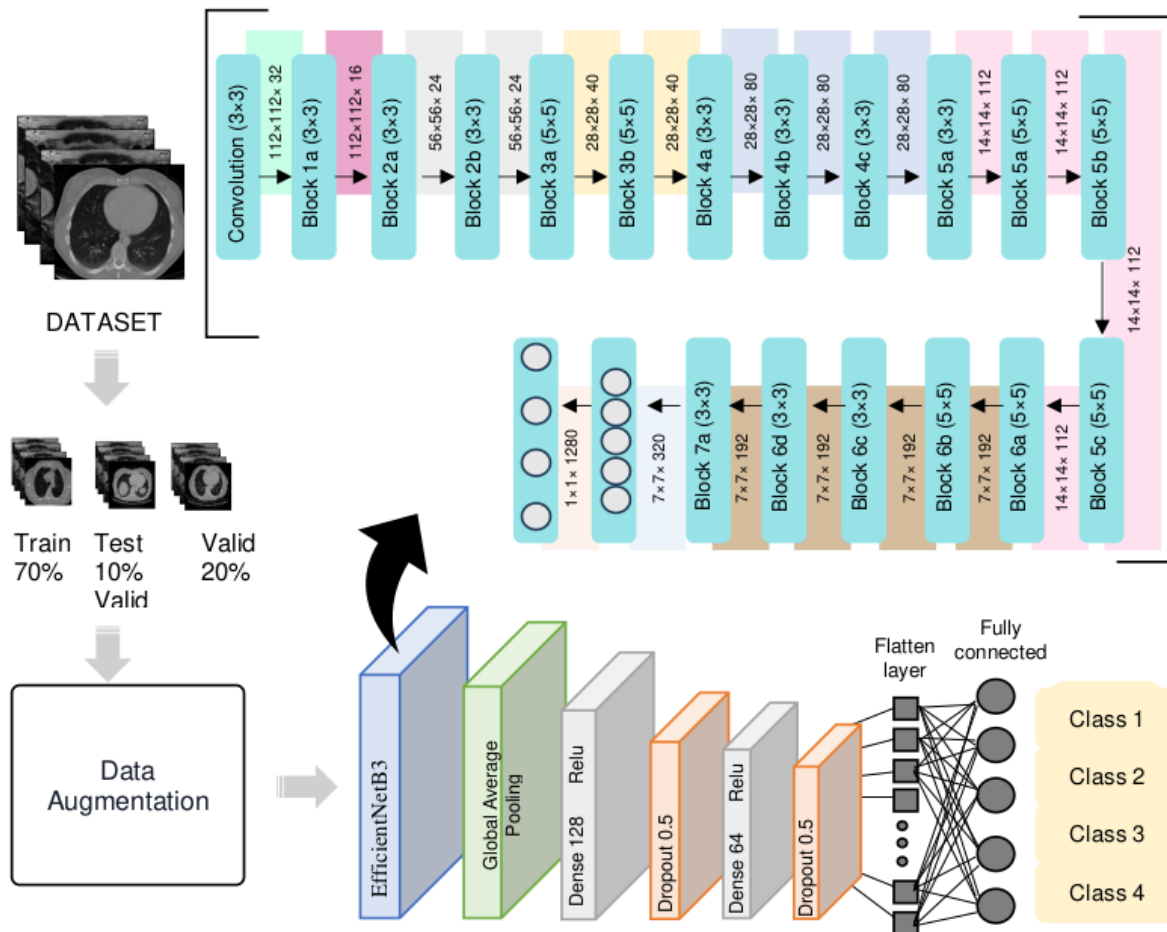 Convolution (3×3)
112×112× 32
Block 1a (3×3)
112×112× 16
Block 2a (3×3)
56×56× 24
Block 2b (3×3)
56×56× 24
Block 3a (5×5)
28×28× 40
Block 3b (5×5)
28×28× 40
Block 4a (3×3)
28×28× 80
Block 4b (3×3)
28×28× 80
Block 4c (3×3)
28×28× 80
Block 5a (3×3)
14×14× 112
Block 5a (5×5)
14×14× 112
Block 5b (5×5)
14×14× 112
DATASET
Block 5c (5×5)
14×14× 112
Block 6a (5×5)
7×7× 192
Block 6b (5×5)
7×7× 192
Block 6c (3×3)
7×7× 192
Block 6d (3×3)
7×7× 192
Block 7a (3×3)
7×7× 320
1×1× 1280
Train
70%
Test
10%
Valid
Valid
20%
Data
Augmentation
EfficientNetB3
Global Average
Pooling
Dense 128 Relu
Dropout 0.5
Dense 64 Relu
Dropout 0.5
Flatten
layer
Fully
connected
Class 1
Class 2
Class 3
Class 4